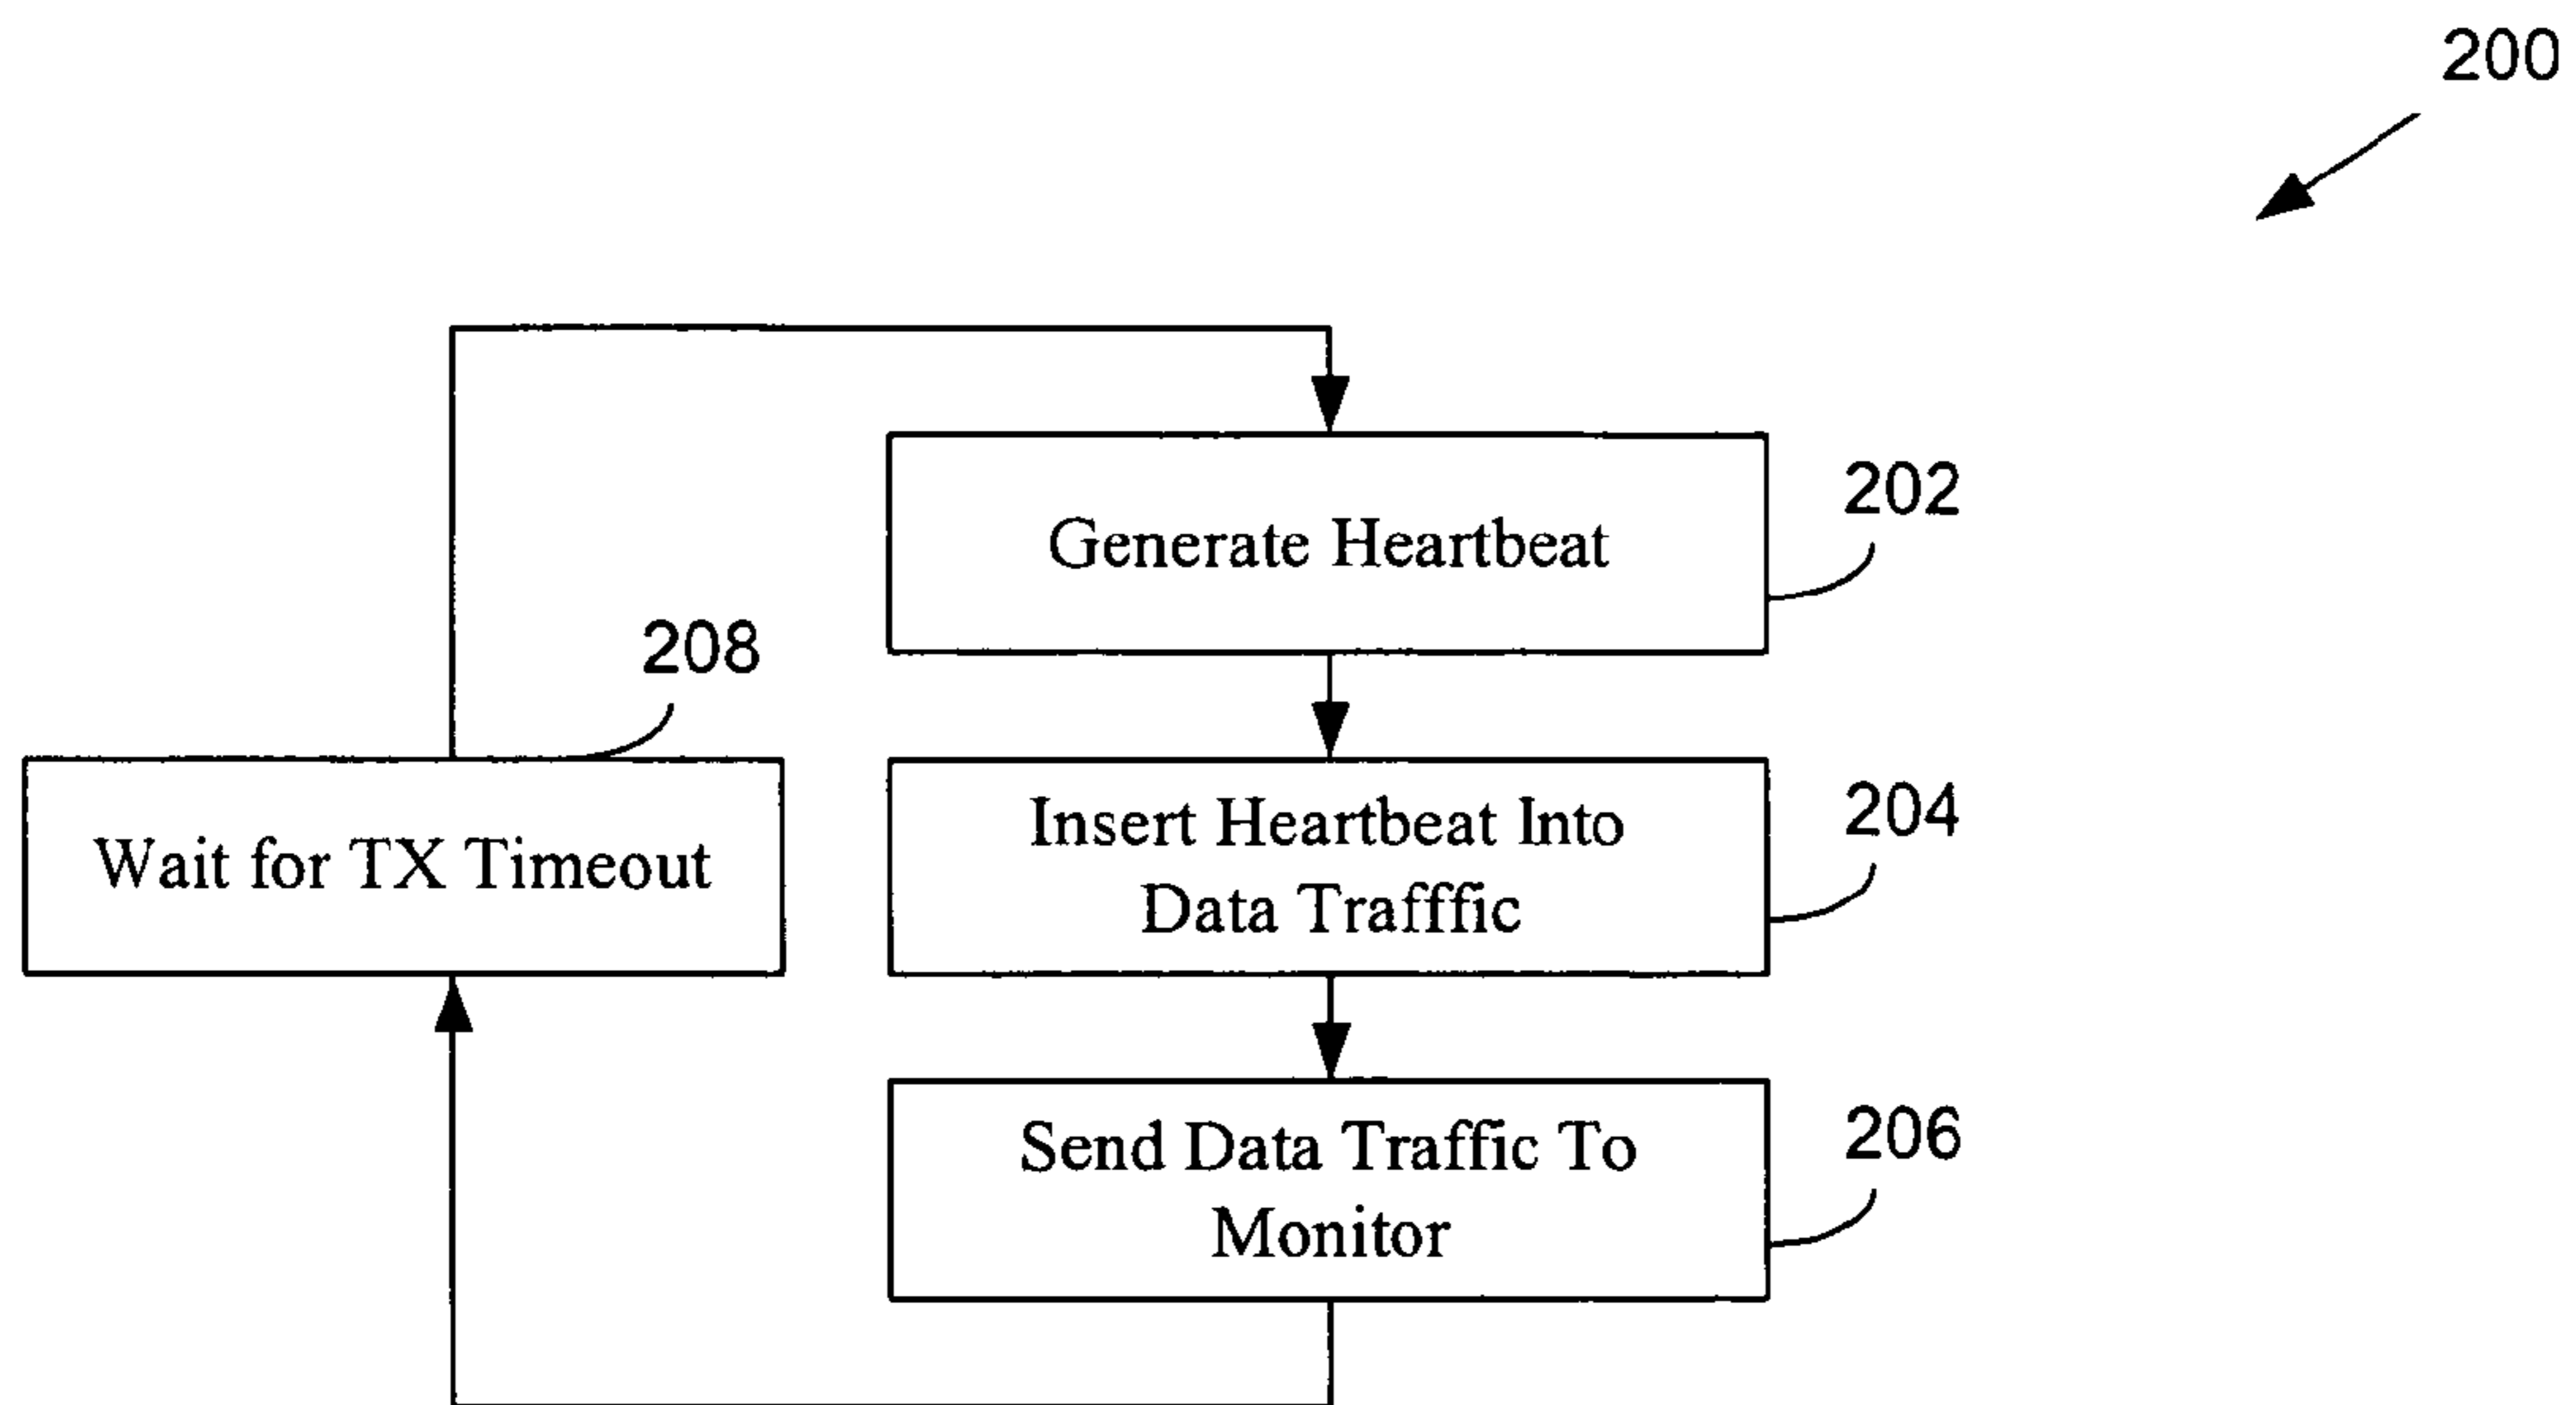 200
Generate Heartbeat
202
208
Wait for TX Timeout
Insert Heartbeat Into
Data Trafffic
204
Send Data Traffic To
Monitor
206